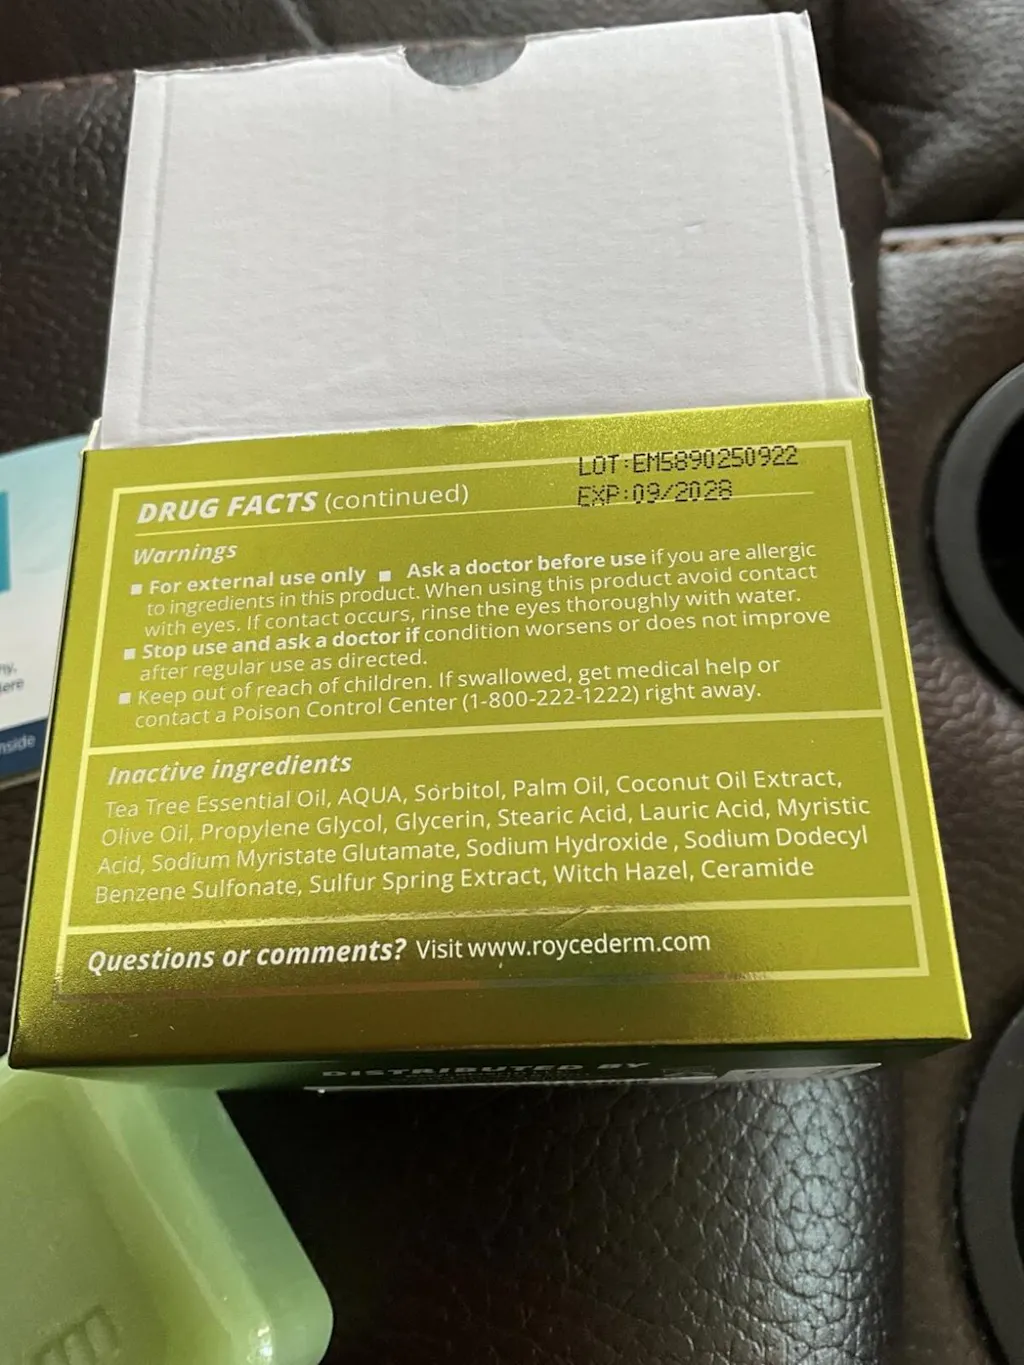 LOT:EM5890250922
EXP:09/2028
DRUG FACTS (continued)
Warnings
■ For external use only ■ Ask a doctor before use if you are allergic
to ingredients in this product. When using this product avoid contact
with eyes. If contact occurs, rinse the eyes thoroughly with water.
■ Stop use and ask a doctor if condition worsens or does not improve
after regular use as directed.
■ Keep out of reach of children. If swallowed, get medical help or
contact a Poison Control Center (1-800-222-1222) right away.
Inactive ingredients
Tea Tree Essential Oil, AQUA, Sorbitol, Palm Oil, Coconut Oil Extract,
Olive Oil, Propylene Glycol, Glycerin, Stearic Acid, Lauric Acid, Myristic
Acid, Sodium Myristate Glutamate, Sodium Hydroxide , Sodium Dodecyl
Benzene Sulfonate, Sulfur Spring Extract, Witch Hazel, Ceramide
Questions or comments? Visit www.roycederm.com
DISTRIBUTED BY